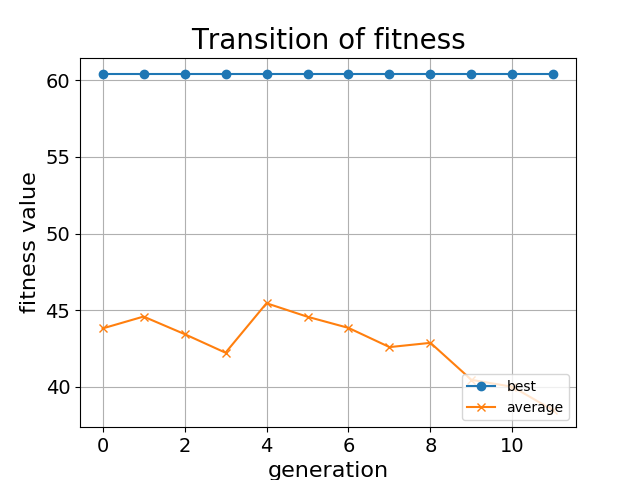 Transition of fitness
fitness value
60
55
50
45
40
0 2 4 6 8 10
generation
best
average